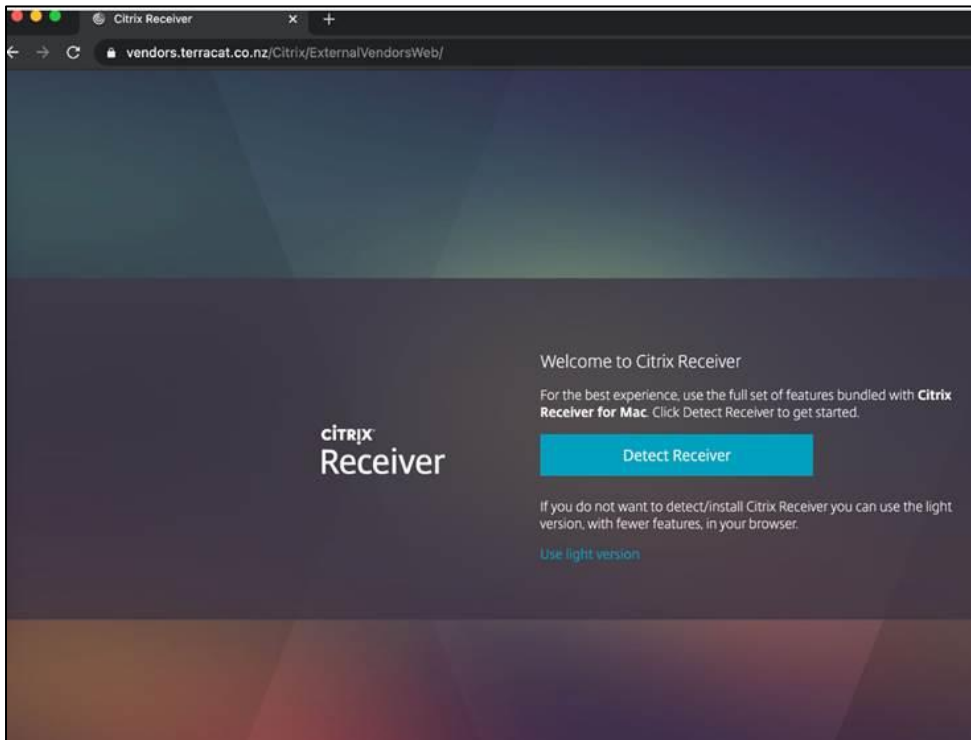 Citrix Receiver
vendors.terracat.co.nz/Citrix/ExternalVendorsWeb/
Welcome to Citrix Receiver
For the best experience, use the full set of features bundled with Citrix
Receiver for Mac. Click Detect Receiver to get started.
CITRIX
Receiver
Detect Receiver
If you do not want to detect/install Citrix Receiver you can use the light
version, with fewer features, in your browser.
Use light version